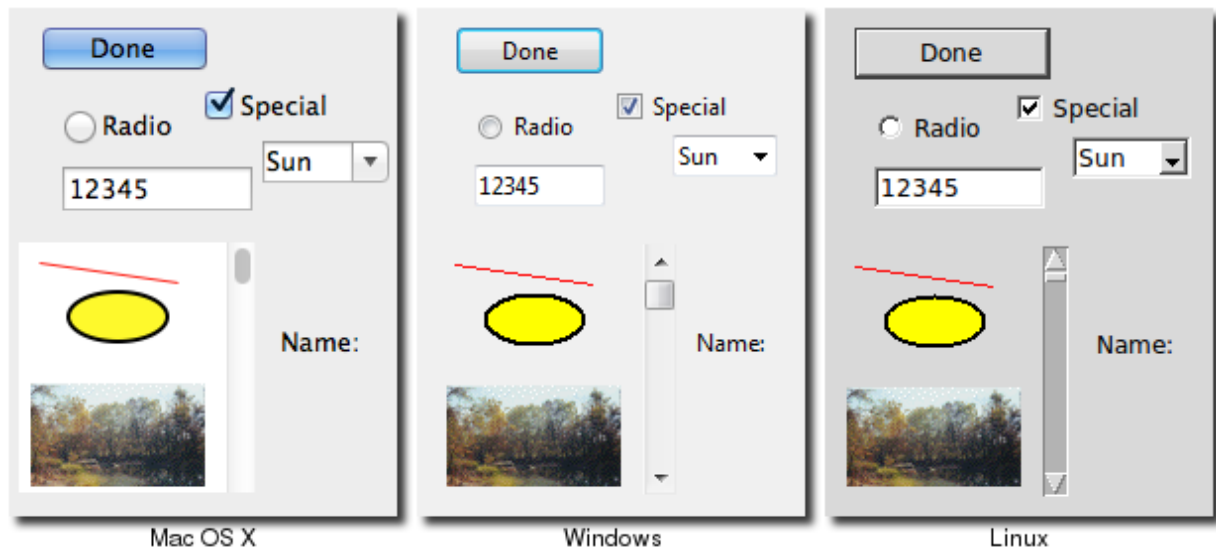 Done
Special
Radio
Sun
12345
Name:
Mac OS X
Done
Special
Radio
Sun
12345
Name:
Windows
Done
Special
Radio
Sun
12345
Name:
Linux